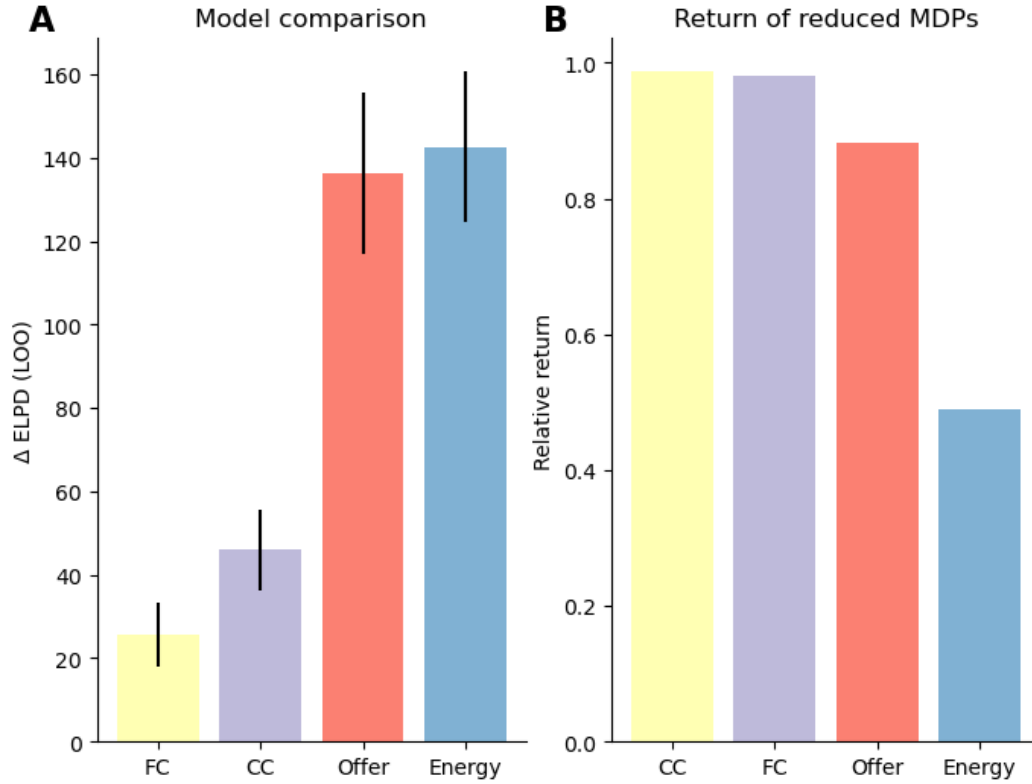 A
Model comparison
Δ ELPD (LOO)
160
140
120
100
80
60
40
20
0
FC
CC
Offer
Energy
B
Return of reduced MDPs
Relative return
1.0
0.8
0.6
0.4
0.2
0.0
CC
FC
Offer
Energy